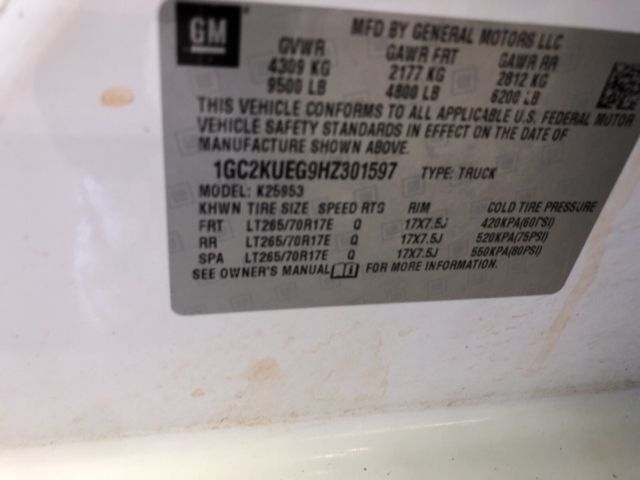 GM
MFD BY GENERAL MOTORS LLC
GVWR GAWR FRT GAWR RR
4309 KG 2177 KG 2812 KG
9500 LB 4800 LB 6200 LB
THIS VEHICLE CONFORMS TO ALL APPLICABLE U.S. FEDERAL MOTOR
VEHICLE SAFETY STANDARDS IN EFFECT ON THE DATE OF
MANUFACTURE SHOWN ABOVE.
1GC2KUEG9HZ301597 TYPE: TRUCK
MODEL: K25953
KHWN TIRE SIZE SPEED RTG RIM COLD TIRE PRESSURE
FRT LT265/70R17E Q 17X7.5J 420KPA(60PSI)
RR LT265/70R17E Q 17X7.5J 520KPA(75PSI)
SPA LT265/70R17E Q 17X7.5J 550KPA(80PSI)
SEE OWNER'S MANUAL FOR MORE INFORMATION.